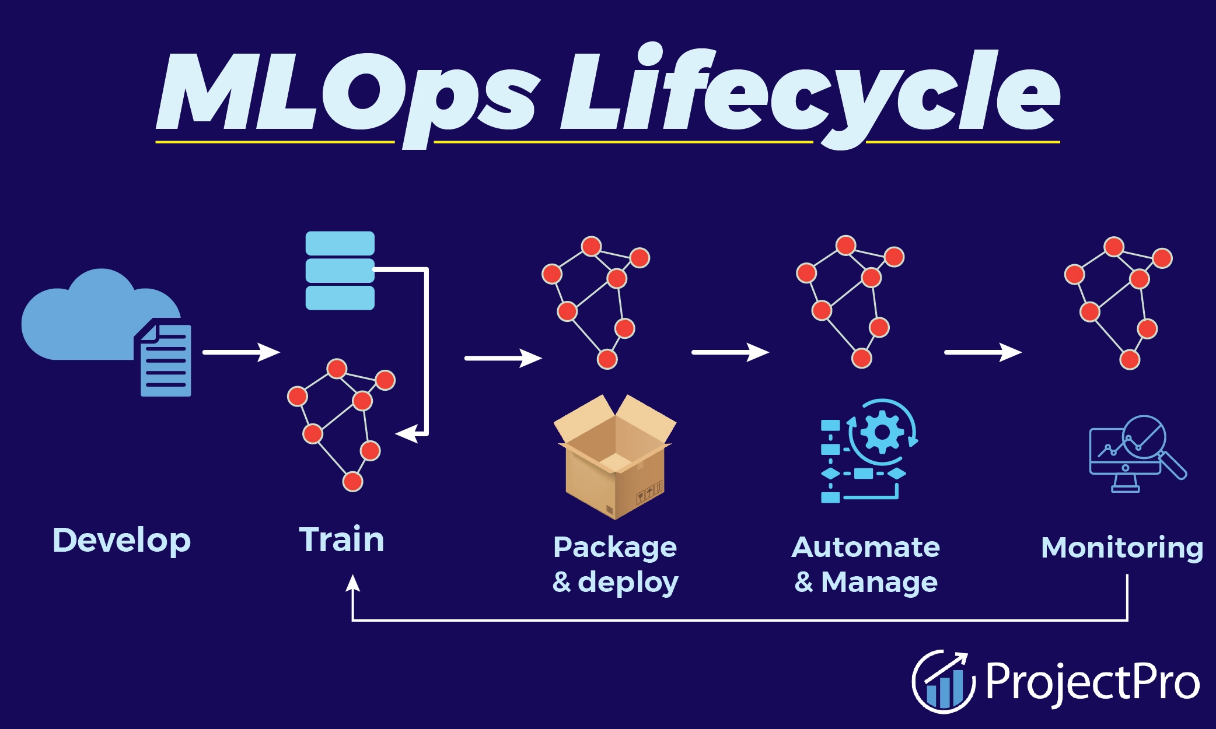 MLOps Lifecycle
Develop
Train
Package
& deploy
Automate
& Manage
Monitoring
ProjectPro